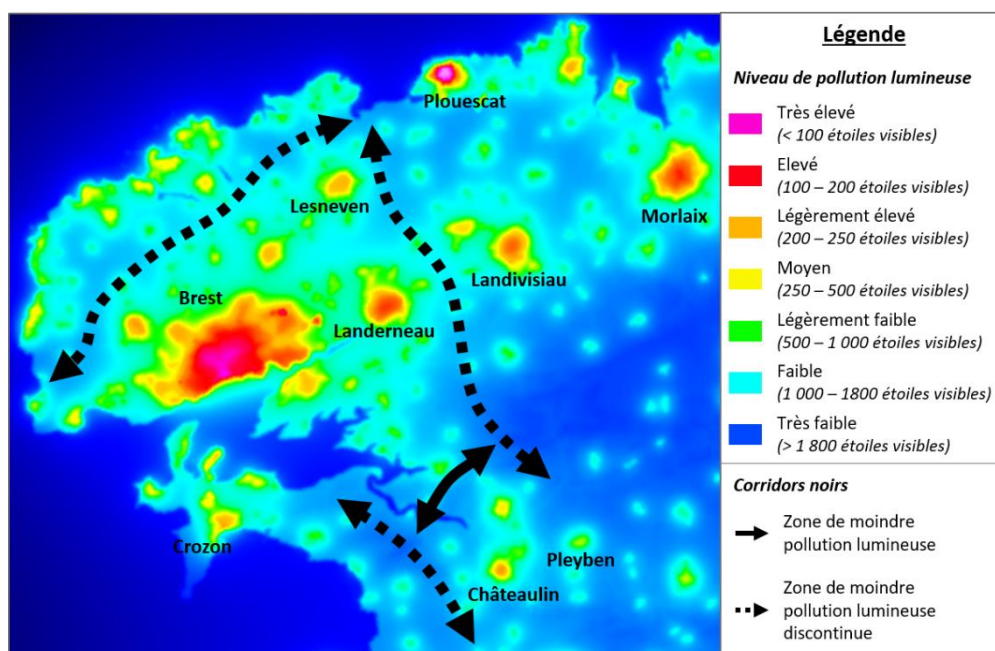 Plouescat
Lesneven
Morlaix
Landivisiau
Brest
Landerneau
Crozon
Pleyben
Châteaulin
Légende
Niveau de pollution lumineuse
Très élevé
(< 100 étoiles visibles)
Elevé
(100 – 200 étoiles visibles)
Légèrement élevé
(200 – 250 étoiles visibles)
Moyen
(250 – 500 étoiles visibles)
Légèrement faible
(500 – 1 000 étoiles visibles)
Faible
(1 000 – 1800 étoiles visibles)
Très faible
(> 1 800 étoiles visibles)
Corridors noirs
Zone de moindre
pollution lumineuse
Zone de moindre
pollution lumineuse
discontinue